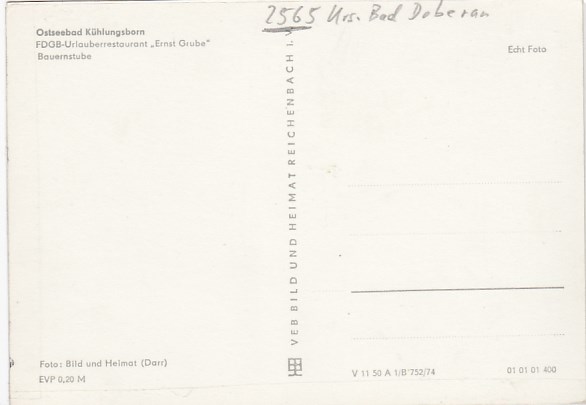 2565 Krs. Bad Doberan
Ostseebad Kühlungsborn
FDGB-Urlauberrestaurant „Ernst Grube"
Bauernstube
Echt Foto
VEB BILD UND HEIMAT REICHENBACH I. V
Foto: Bild und Heimat (Darr)
EVP 0,20 M
V 11 50 A 1/B 752/74
01 01 01 400